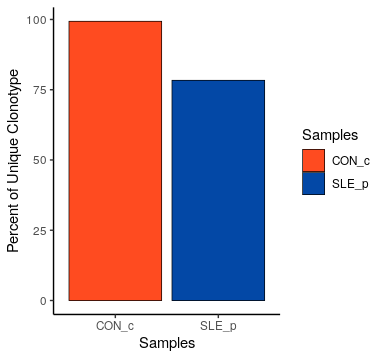 Percent of Unique Clonotype
100
75
50
25
0
CON_c
SLE_p
Samples
Samples
CON_c
SLE_p